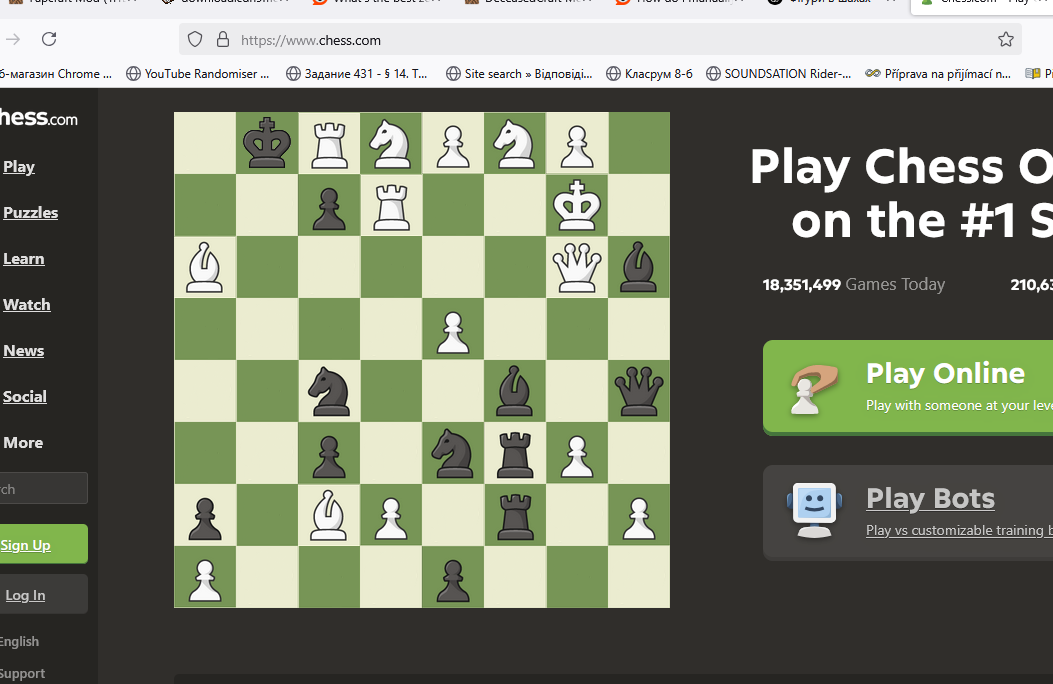 https://www.chess.com
б-магазин Chrome ... YouTube Randomiser ... Задание 431 - § 14. Т... Site search » Відповіді... Класрум 8-б SOUNDSATION Rider-... Příprava na přijímací n...
hess.com
Play
Puzzles
Learn
Watch
News
Social
More
rch
Sign Up
Log In
English
Support
Play Chess O
on the #1 S
18,351,499 Games Today 210,63
Play Online
Play with someone at your leve
Play Bots
Play vs customizable training b